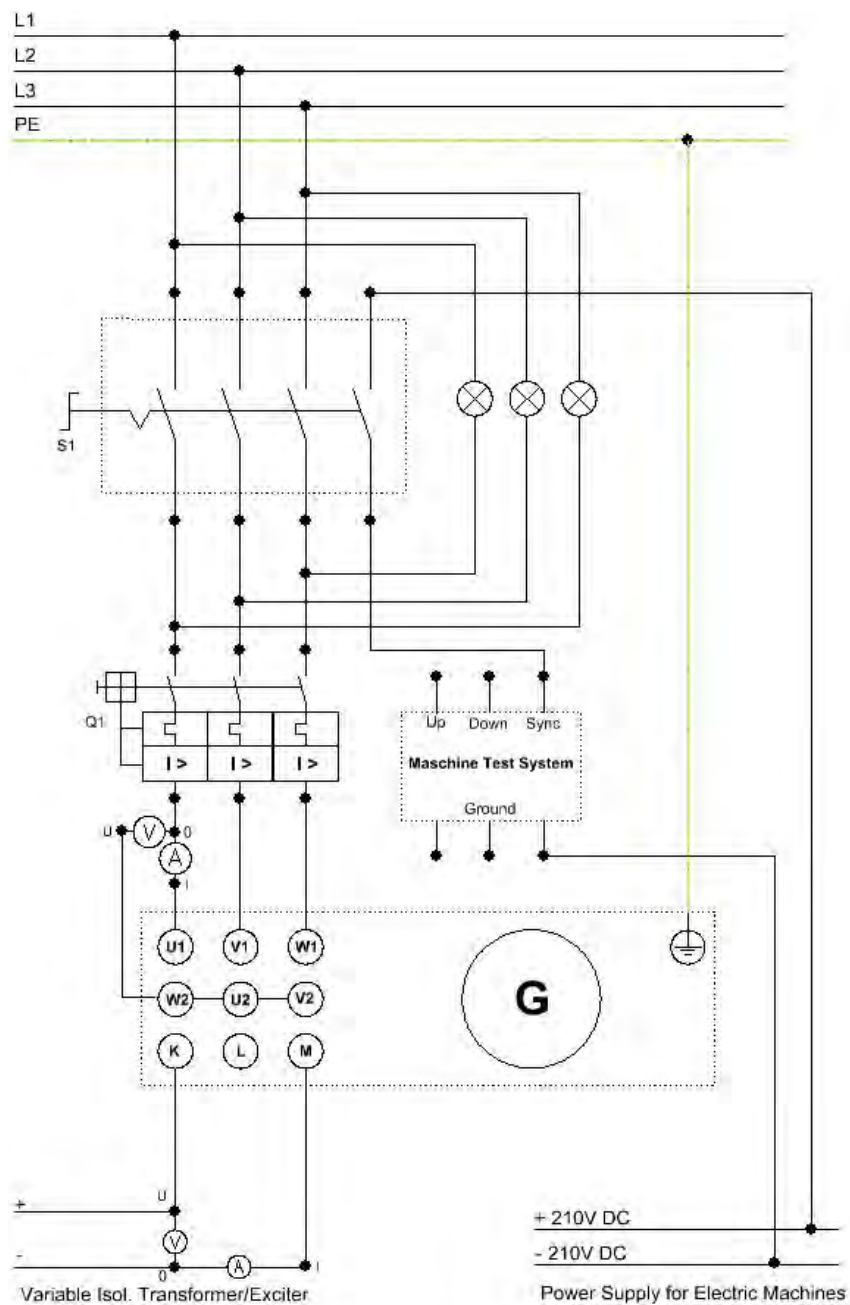 L1
L2
L3
PE
S1
Q1
Up Down Sync
Maschine Test System
Ground
I > I > I >
U V 0
A
I
U1 V1 W1
W2 U2 V2
G
K L M
U
+
V
-
0 A I
+ 210V DC
- 210V DC
Variable Isol. Transformer/Exciter
Power Supply for Electric Machines